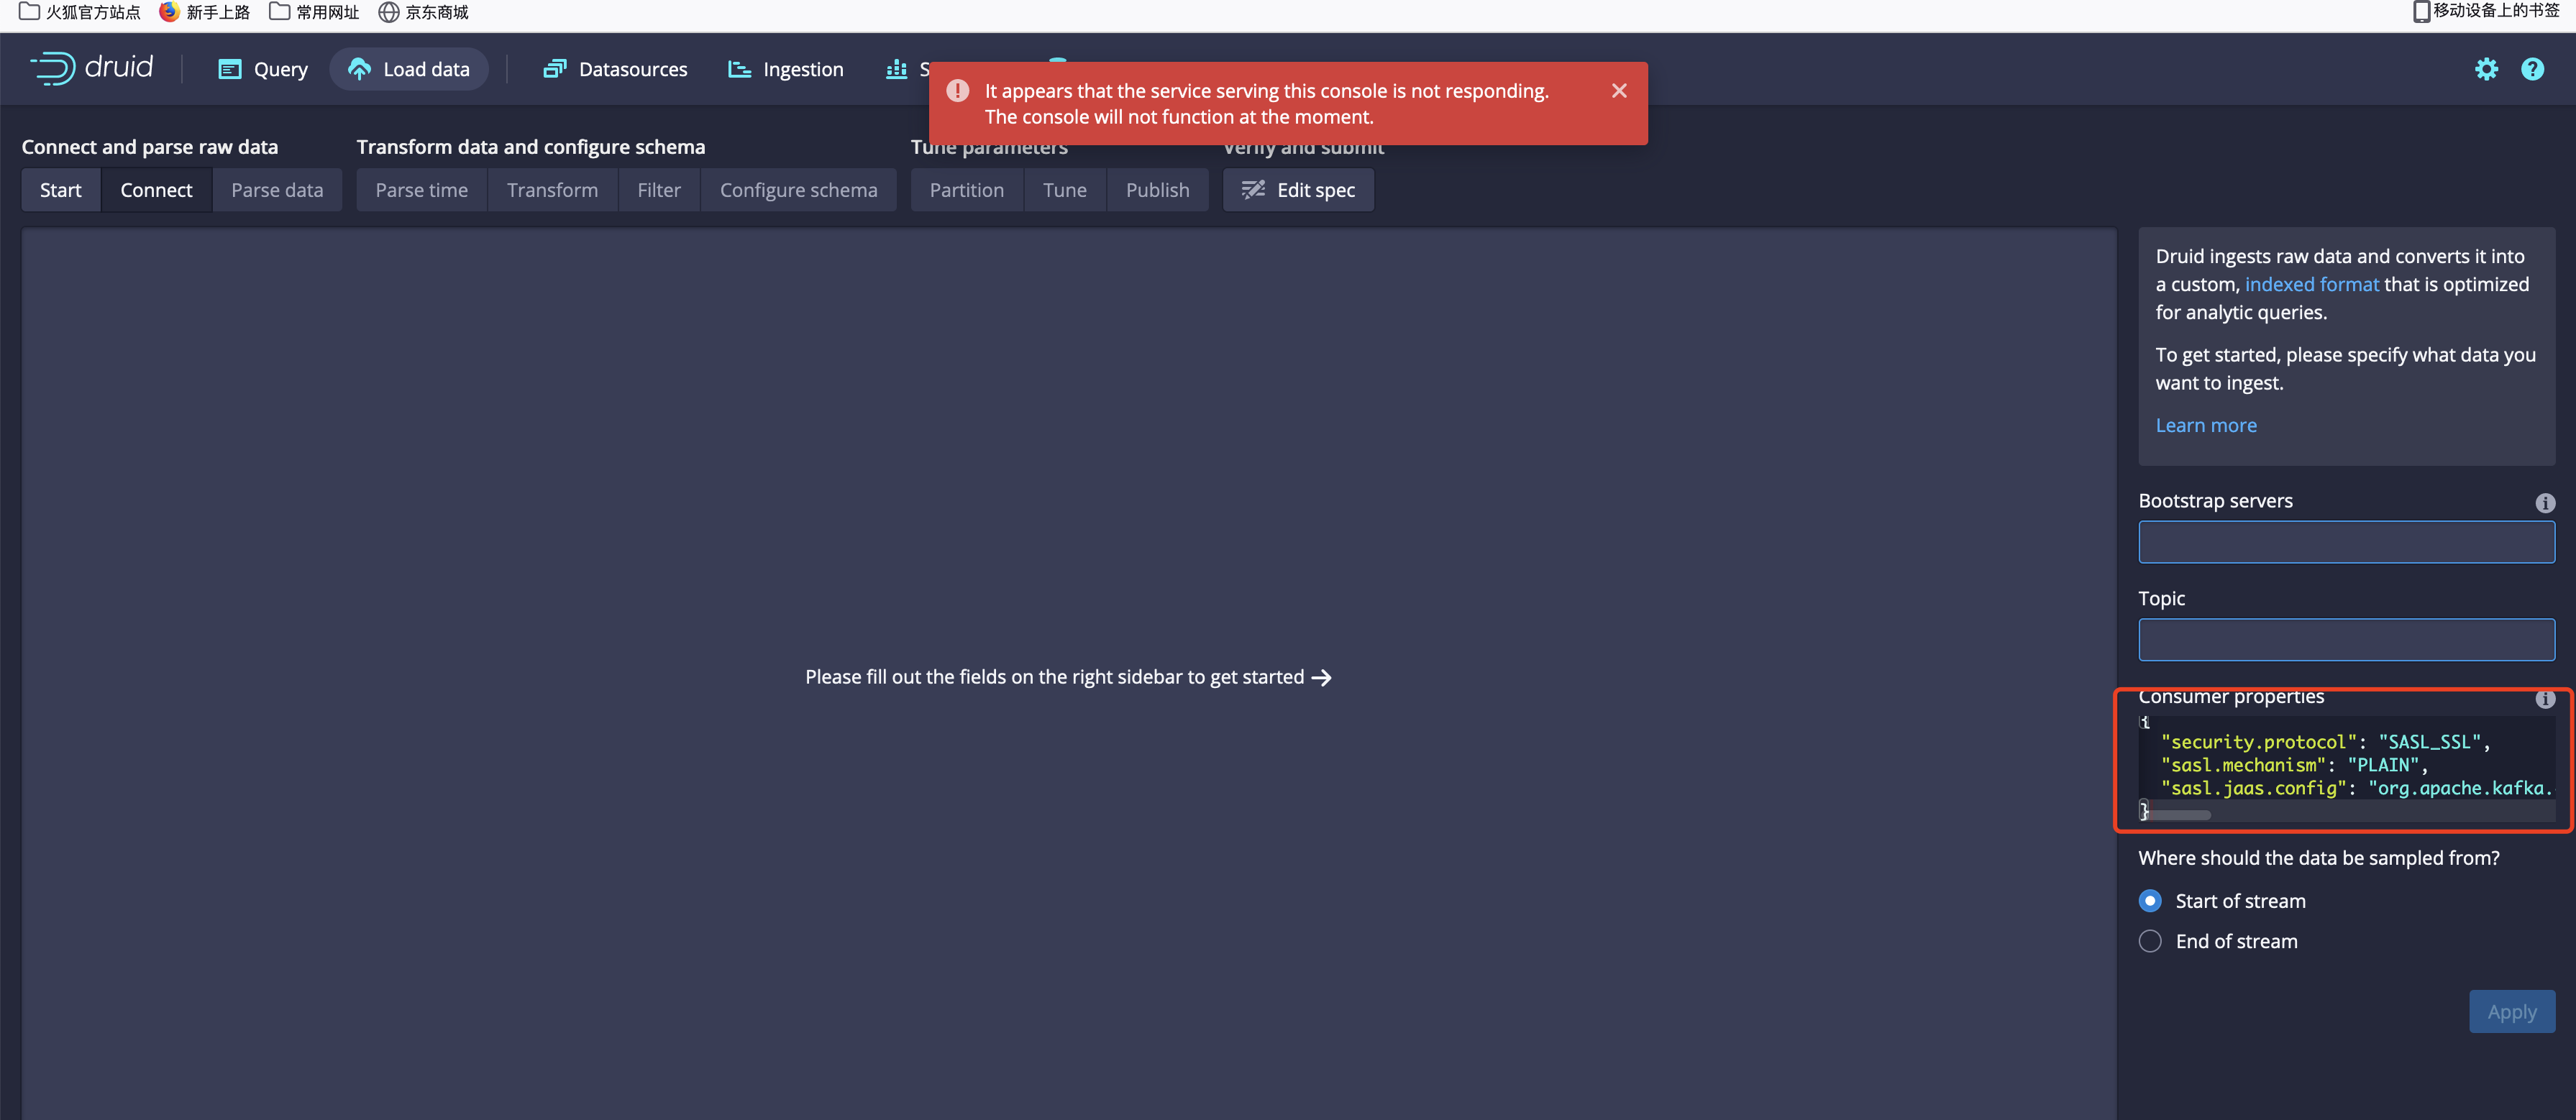 火狐官方站点 新手上路 常用网址 京东商城 移动设备上的书签
druid Query Load data Datasources Ingestion
It appears that the service serving this console is not responding.
The console will not function at the moment.
Connect and parse raw data Transform data and configure schema Tune parameters Verify and submit
Start Connect Parse data Parse time Transform Filter Configure schema Partition Tune Publish Edit spec
Please fill out the fields on the right sidebar to get started →
Druid ingests raw data and converts it into
a custom, indexed format that is optimized
for analytic queries.
To get started, please specify what data you
want to ingest.
Learn more
Bootstrap servers
Topic
Consumer properties
{
"security.protocol": "SASL_SSL",
"sasl.mechanism": "PLAIN",
"sasl.jaas.config": "org.apache.kafka.
}
Where should the data be sampled from?
Start of stream
End of stream
Apply